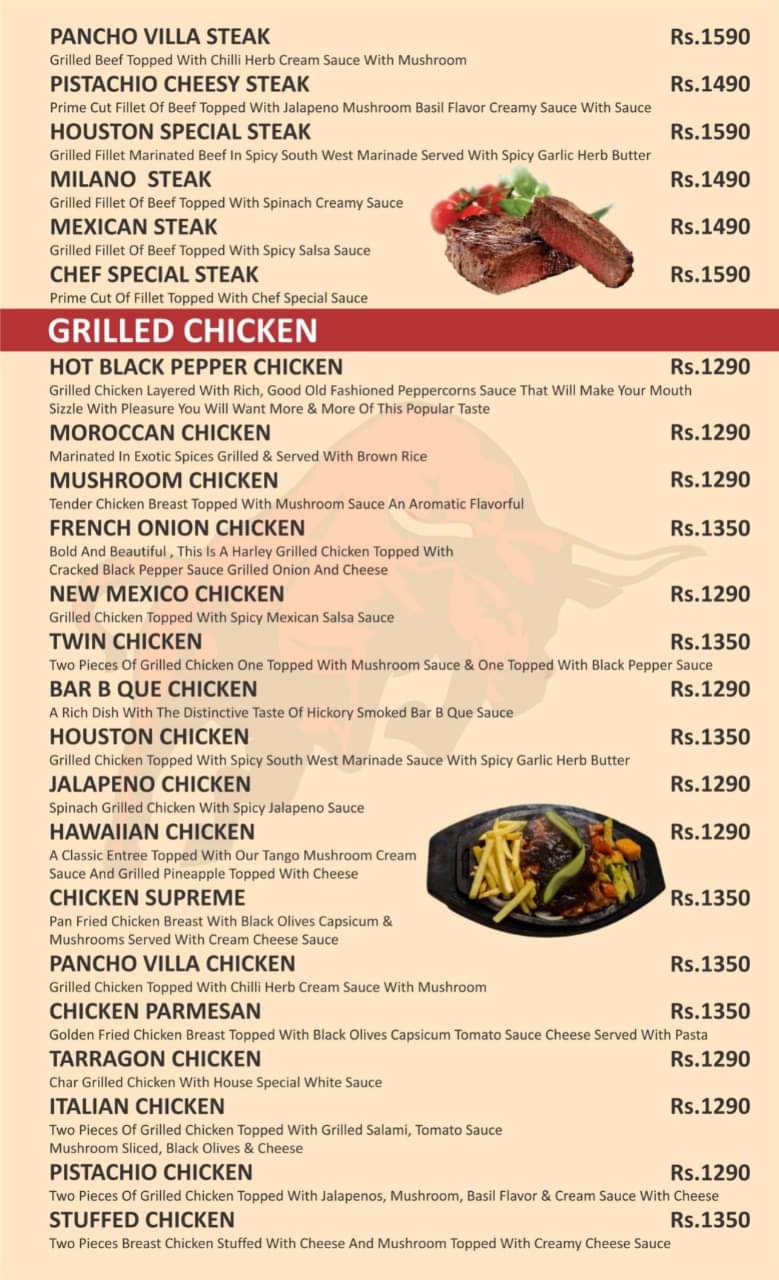 PANCHO VILLA STEAK Rs.1590
Grilled Beef Topped With Chilli Herb Cream Sauce With Mushroom
PISTACHIO CHEESY STEAK Rs.1490
Prime Cut Fillet Of Beef Topped With Jalapeno Mushroom Basil Flavor Creamy Sauce With Sauce
HOUSTON SPECIAL STEAK Rs.1590
Grilled Fillet Marinated Beef In Spicy South West Marinade Served With Spicy Garlic Herb Butter
MILANO STEAK Rs.1490
Grilled Fillet Of Beef Topped With Spinach Creamy Sauce
MEXICAN STEAK Rs.1490
Grilled Fillet Of Beef Topped With Spicy Salsa Sauce
CHEF SPECIAL STEAK Rs.1590
Prime Cut Of Fillet Topped With Chef Special Sauce
GRILLED CHICKEN
HOT BLACK PEPPER CHICKEN Rs.1290
Grilled Chicken Layered With Rich, Good Old Fashioned Peppercorns Sauce That Will Make Your Mouth
Sizzle With Pleasure You Will Want More & More Of This Popular Taste
MOROCCAN CHICKEN Rs.1290
Marinated In Exotic Spices Grilled & Served With Brown Rice
MUSHROOM CHICKEN Rs.1290
Tender Chicken Breast Topped With Mushroom Sauce An Aromatic Flavorful
FRENCH ONION CHICKEN Rs.1350
Bold And Beautiful , This Is A Harley Grilled Chicken Topped With
Cracked Black Pepper Sauce Grilled Onion And Cheese
NEW MEXICO CHICKEN Rs.1290
Grilled Chicken Topped With Spicy Mexican Salsa Sauce
TWIN CHICKEN Rs.1350
Two Pieces Of Grilled Chicken One Topped With Mushroom Sauce & One Topped With Black Pepper Sauce
BAR B QUE CHICKEN Rs.1290
A Rich Dish With The Distinctive Taste Of Hickory Smoked Bar B Que Sauce
HOUSTON CHICKEN Rs.1350
Grilled Chicken Topped With Spicy South West Marinade Sauce With Spicy Garlic Herb Butter
JALAPENO CHICKEN Rs.1290
Spinach Grilled Chicken With Spicy Jalapeno Sauce
HAWAIIAN CHICKEN Rs.1290
A Classic Entree Topped With Our Tango Mushroom Cream
Sauce And Grilled Pineapple Topped With Cheese
CHICKEN SUPREME Rs.1350
Pan Fried Chicken Breast With Black Olives Capsicum &
Mushrooms Served With Cream Cheese Sauce
PANCHO VILLA CHICKEN Rs.1350
Grilled Chicken Topped With Chilli Herb Cream Sauce With Mushroom
CHICKEN PARMESAN Rs.1350
Golden Fried Chicken Breast Topped With Black Olives Capsicum Tomato Sauce Cheese Served With Pasta
TARRAGON CHICKEN Rs.1290
Char Grilled Chicken With House Special White Sauce
ITALIAN CHICKEN Rs.1290
Two Pieces Of Grilled Chicken Topped With Grilled Salami, Tomato Sauce
Mushroom Sliced, Black Olives & Cheese
PISTACHIO CHICKEN Rs.1290
Two Pieces Of Grilled Chicken Topped With Jalapenos, Mushroom, Basil Flavor & Cream Sauce With Cheese
STUFFED CHICKEN Rs.1350
Two Pieces Breast Chicken Stuffed With Cheese And Mushroom Topped With Creamy Cheese Sauce